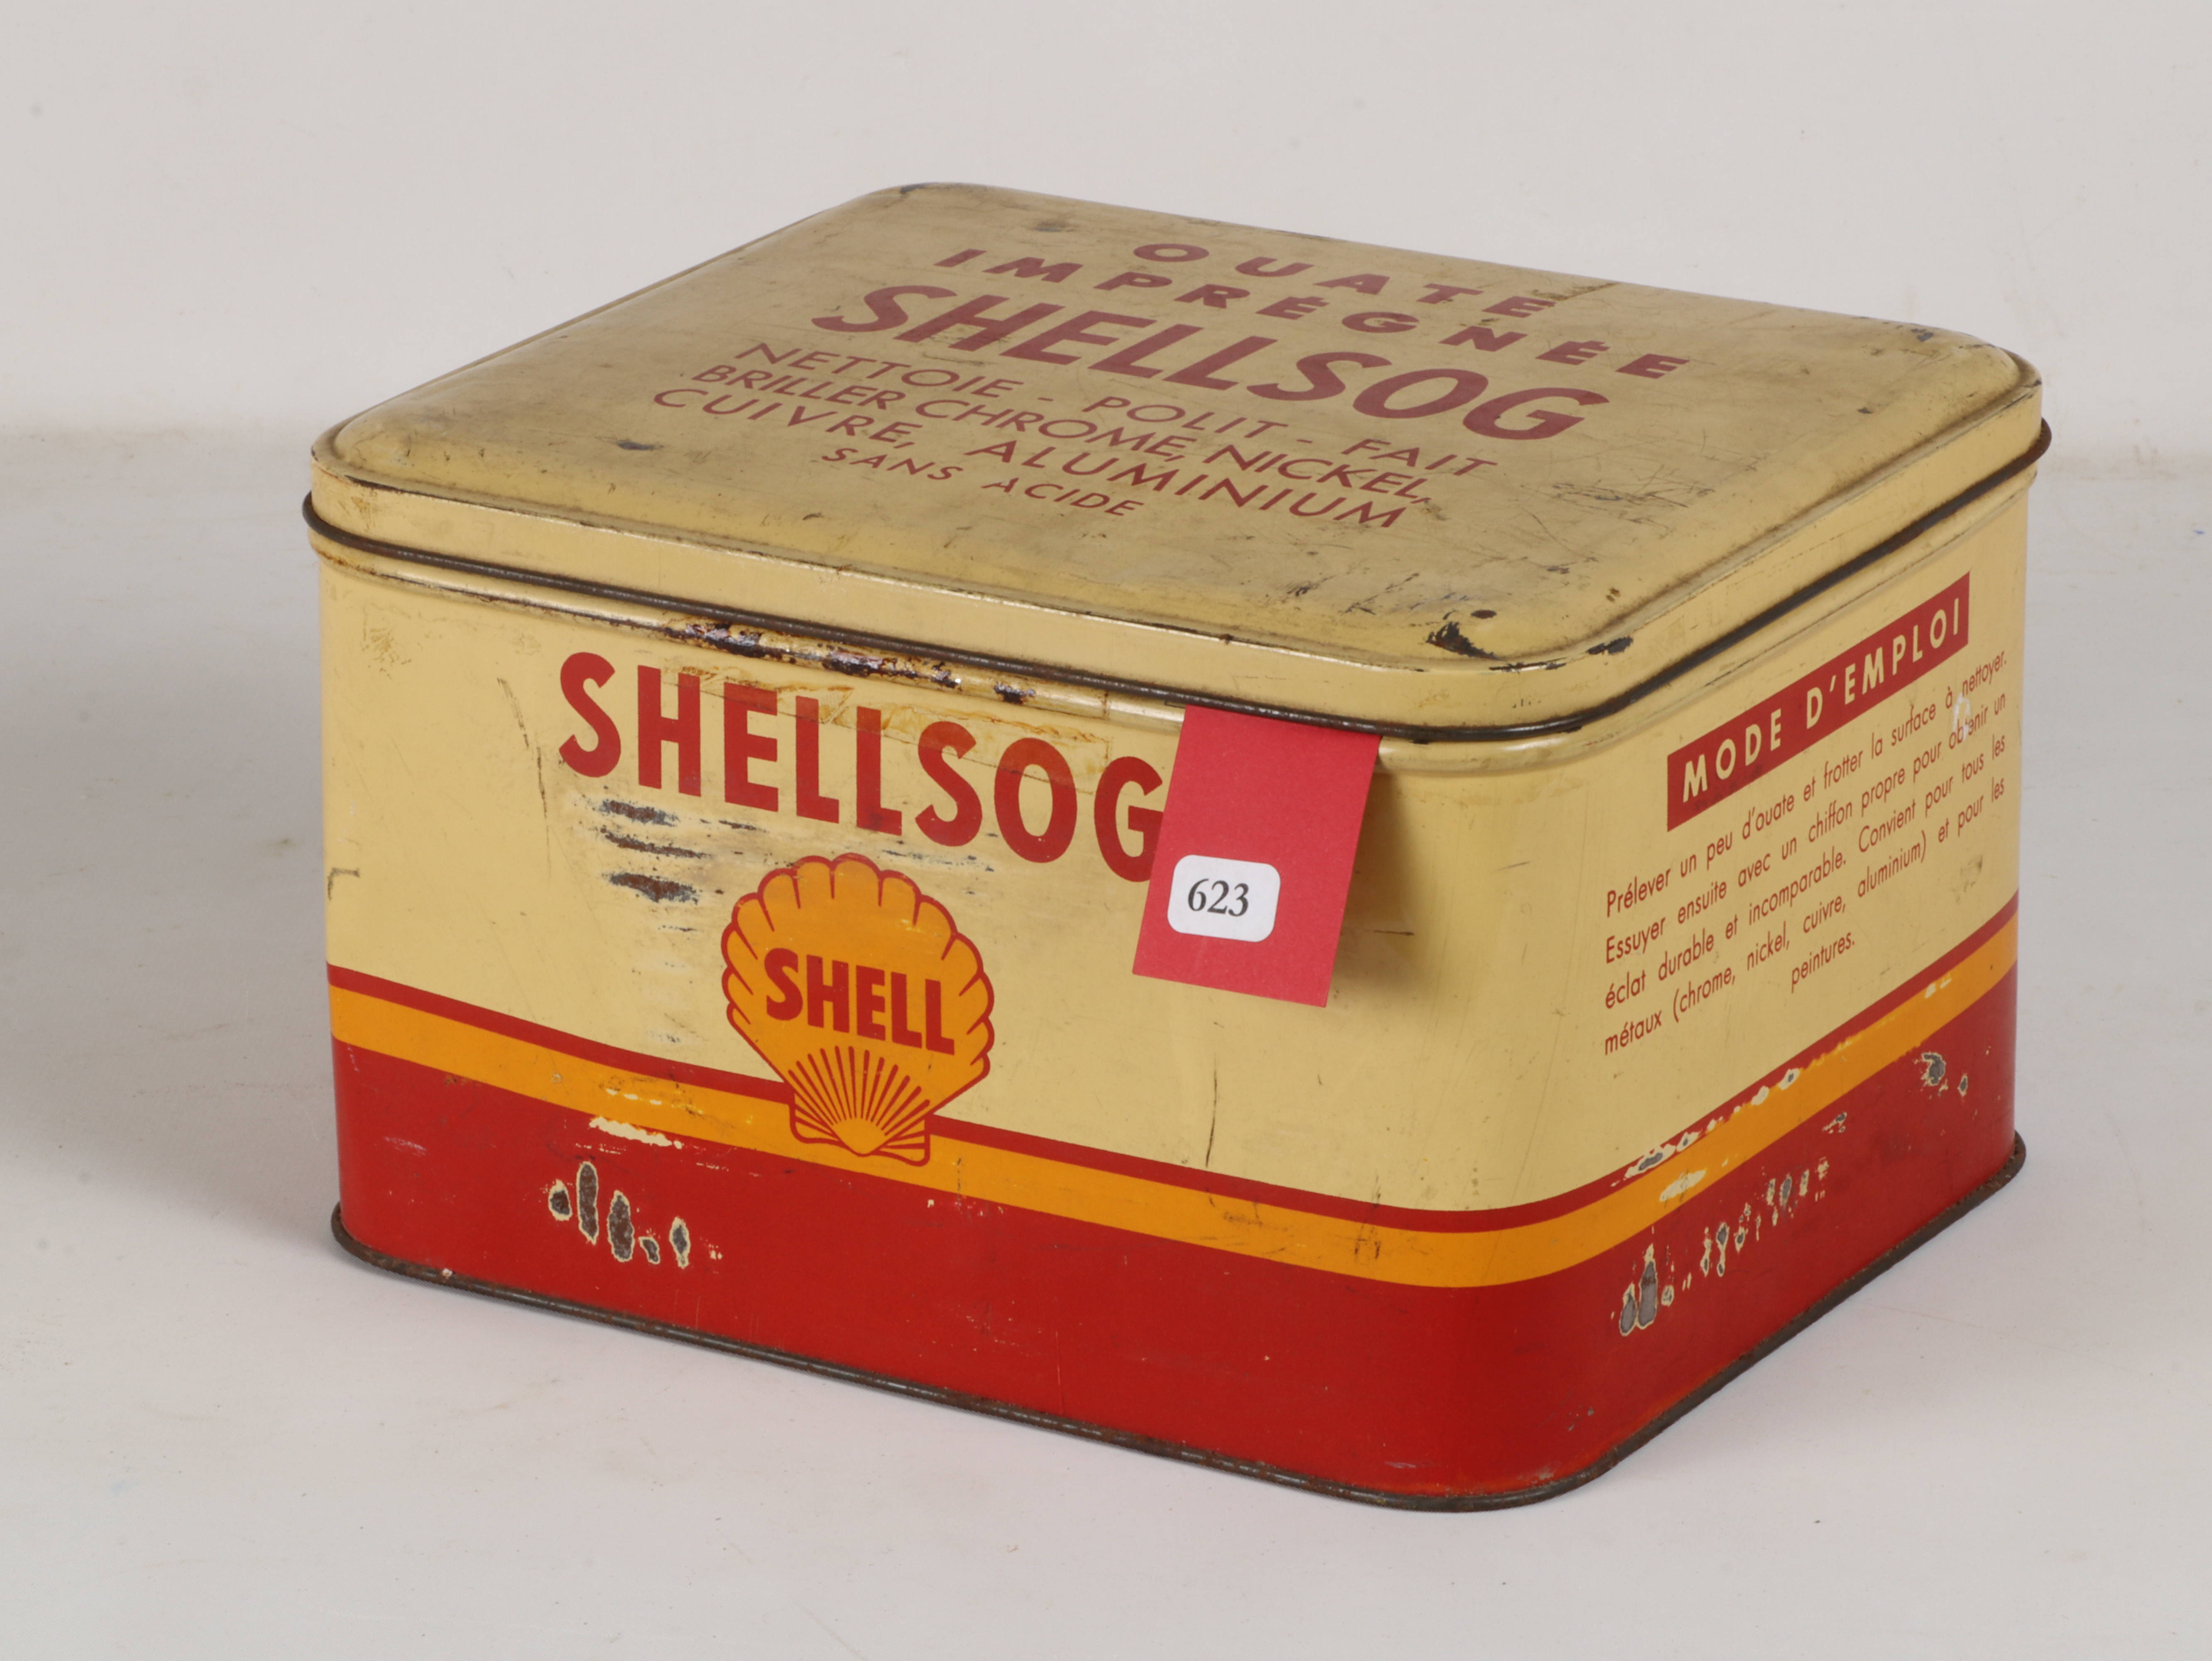 OUATE
IMPRÉGNÉE
SHELLSOG
NETTOIE - POLIT - FAIT
BRILLER CHROME, NICKEL,
CUIVRE, ALUMINIUM
SANS ACIDE
SHELLSOG
SHELL
623
MODE D'EMPLOI
Prélever un peu d'ouate et frotter la surface à nettoyer.
Essuyer ensuite avec un chiffon propre pour obtenir un
éclat durable et incomparable. Convient pour tous les
métaux (chrome, nickel, cuivre, aluminium) et pour les
peintures.